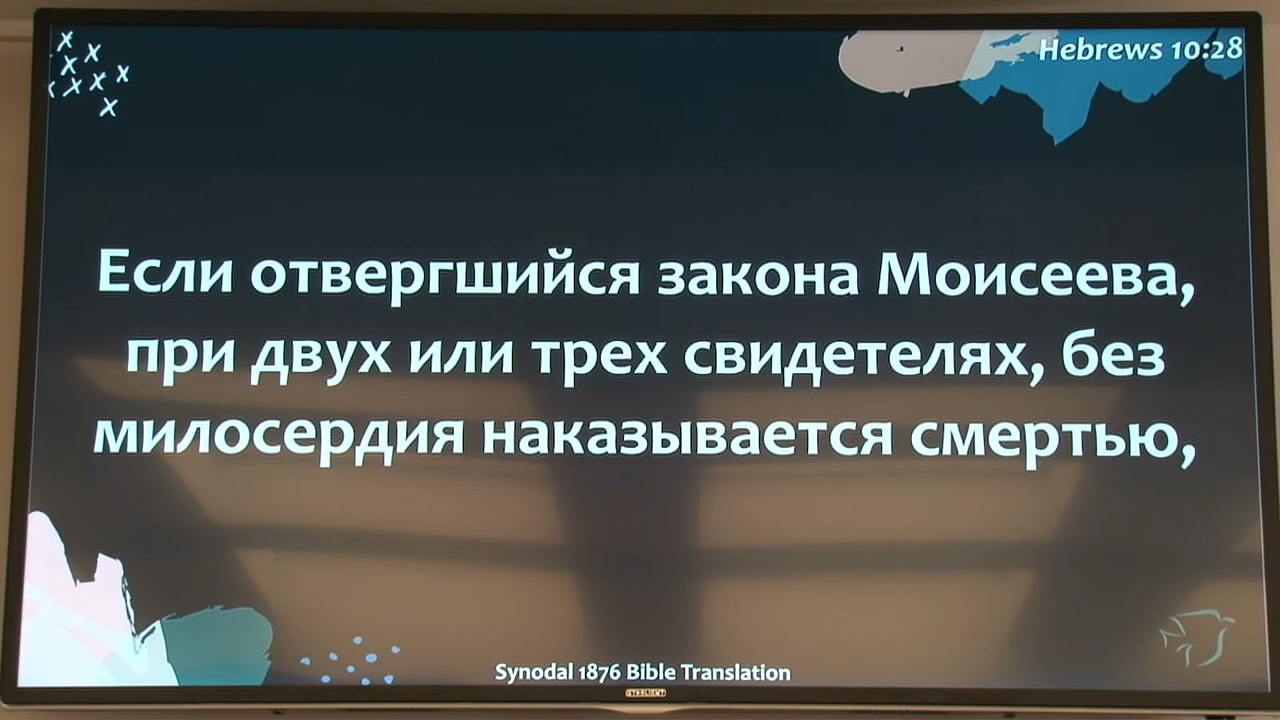 Hebrews 10:28
Если отвергшийся закона Моисеева,
при двух или трех свидетелях, без
милосердия наказывается смертью,
Synodal 1876 Bible Translation